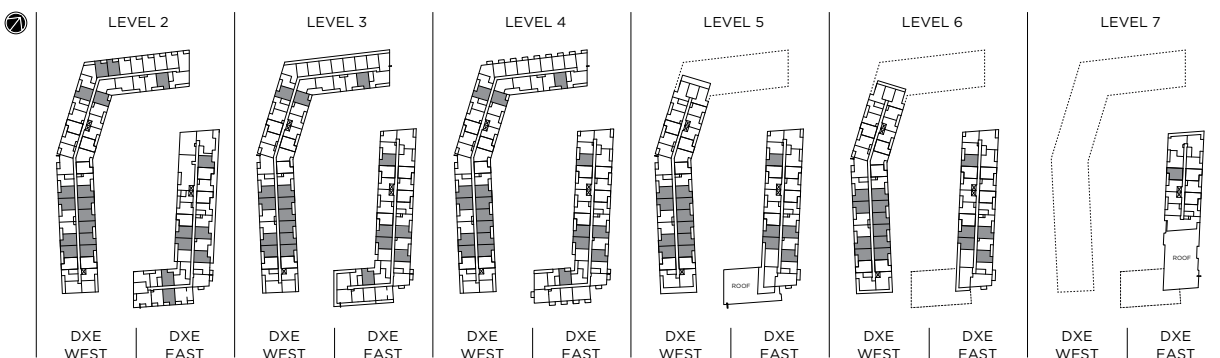 LEVEL 2
LEVEL 3
LEVEL 4
LEVEL 5
LEVEL 6
LEVEL 7
ROOF
ROOF
DXE
WEST
DXE
EAST
DXE
WEST
DXE
EAST
DXE
WEST
DXE
EAST
DXE
WEST
DXE
EAST
DXE
WEST
DXE
EAST
DXE
WEST
DXE
EAST